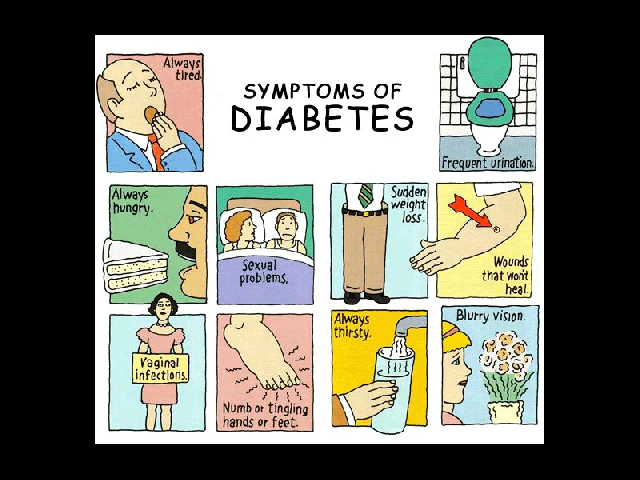 Always
tired.
SYMPTOMS OF
DIABETES
Frequent urination.
Always
hungry.
Sexual
problems.
Sudden
weight
loss.
Wounds
that won't
heal.
Vaginal
infections.
Numb or tingling
hands or feet.
Always
thirsty.
Blurry vision.